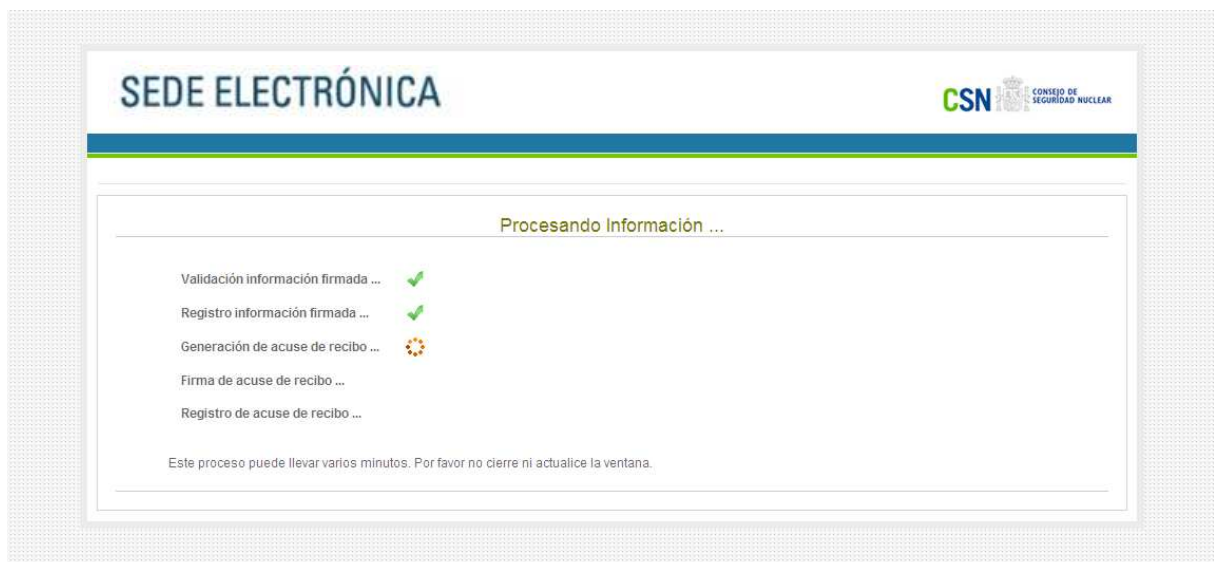 SEDE ELECTRÓNICA
CSN CONSEJO DE
SEGURIDAD NUCLEAR
Procesando Información ...
Validación información firmada ...
Registro información firmada ...
Generación de acuse de recibo ...
Firma de acuse de recibo ...
Registro de acuse de recibo ...
Este proceso puede llevar varios minutos. Por favor no cierre ni actualice la ventana.